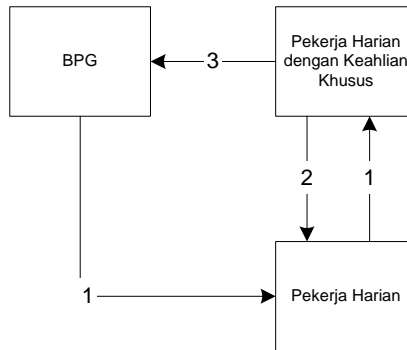 BPG
3
Pekerja Harian
dengan Keahlian
Khusus
2
1
1
Pekerja Harian